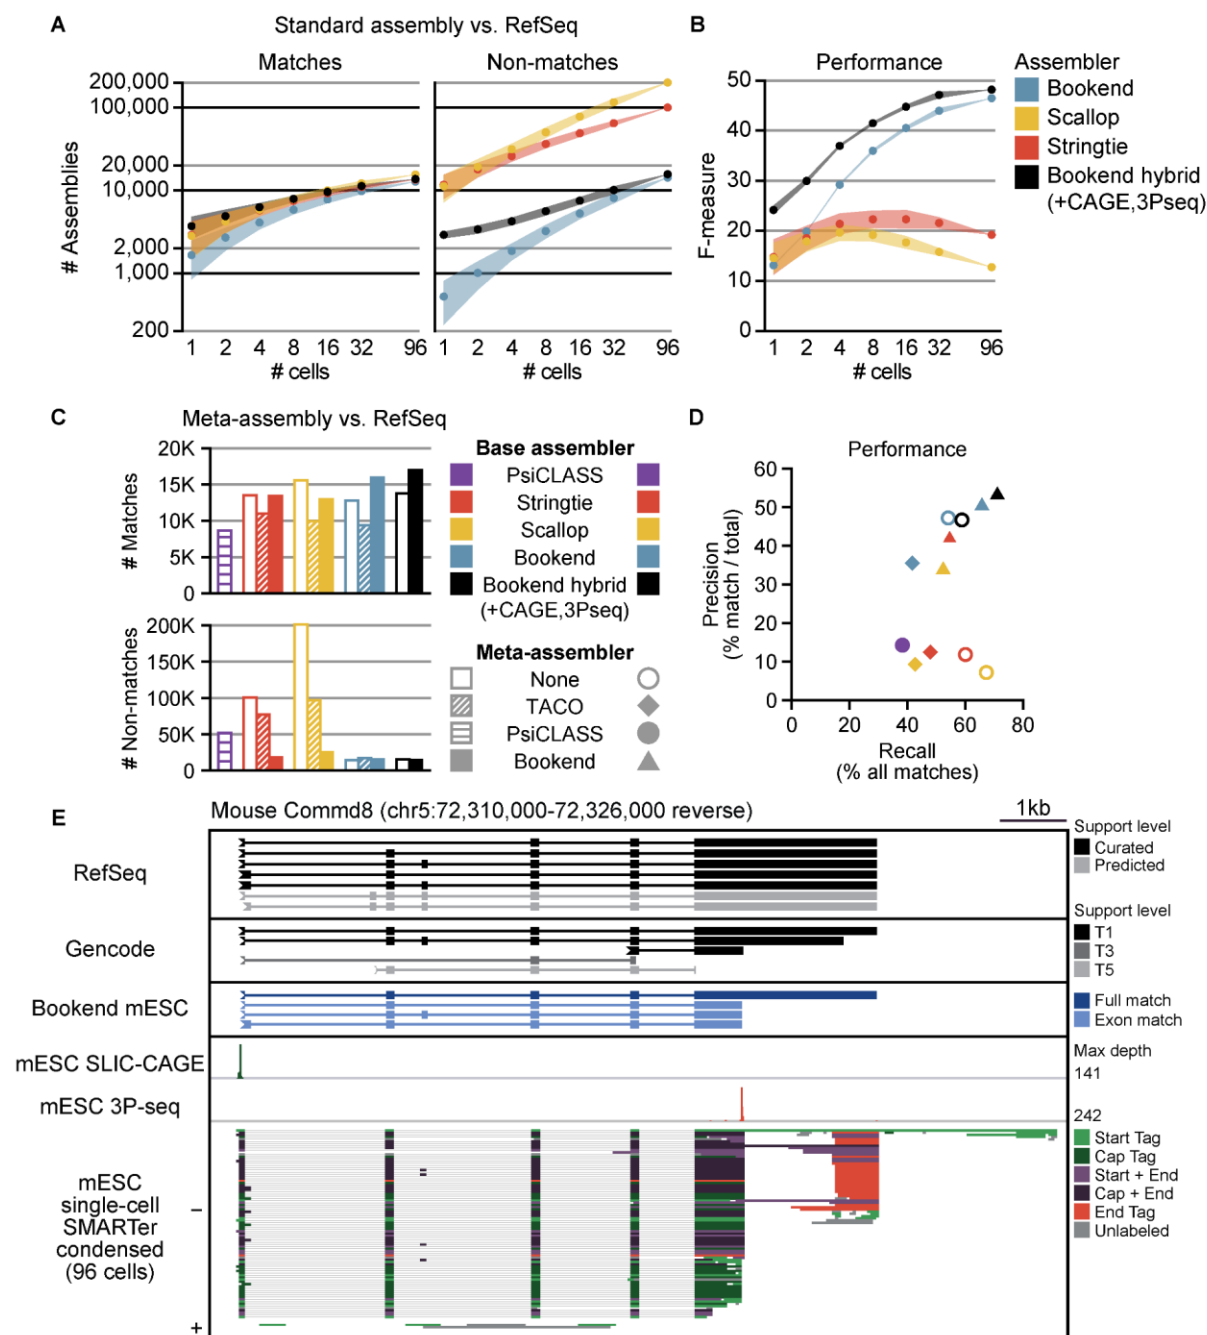 A
Standard assembly vs. RefSeq
Matches
Non-matches
# Assemblies
200,000
100,000
20,000
10,000
2,000
1,000
200
1 2 4 8 16 32 96
# cells
1 2 4 8 16 32 96
# cells
B
Performance
F-measure
50
40
30
20
10
0
1 2 4 8 16 32 96
# cells
Assembler
Bookend
Scallop
Stringtie
Bookend hybrid
(+CAGE,3Pseq)
C
Meta-assembly vs. RefSeq
# Matches
20K
15K
10K
5K
0
# Non-matches
200K
150K
100K
50K
0
Base assembler
PsiCLASS
Stringtie
Scallop
Bookend
Bookend hybrid
(+CAGE,3Pseq)
Meta-assembler
None
TACO
PsiCLASS
Bookend
D
Performance
Precision
(% match / total)
60
50
40
30
20
10
0
0 20 40 60 80
Recall
(% all matches)
E
Mouse Commd8 (chr5:72,310,000-72,326,000 reverse)
1kb
RefSeq
Support level
Curated
Predicted
Gencode
Support level
T1
T3
T5
Bookend mESC
Full match
Exon match
mESC SLIC-CAGE
Max depth
141
mESC 3P-seq
242
mESC
single-cell
SMARTer
condensed
(96 cells)
−
+
Start Tag
Cap Tag
Start + End
Cap + End
End Tag
Unlabeled